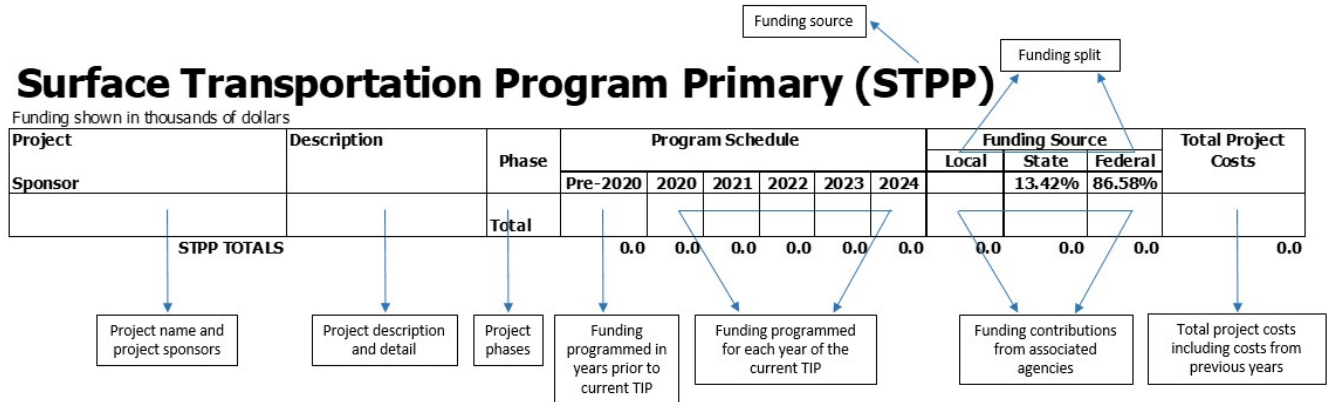 Funding source
Funding split
Surface Transportation Program Primary (STPP)
Funding shown in thousands of dollars
Project Description Program Schedule Funding Source Total Project
Phase Local State Federal Costs
Sponsor Pre-2020 2020 2021 2022 2023 2024 13.42% 86.58%
Total
STPP TOTALS 0.0 0.0 0.0 0.0 0.0 0.0 0.0 0.0 0.0 0.0
Project name and
project sponsors
Project description
and detail
Project
phases
Funding
programmed in
years prior to
current TIP
Funding programmed
for each year of the
current TIP
Funding contributions
from associated
agencies
Total project costs
including costs from
previous years